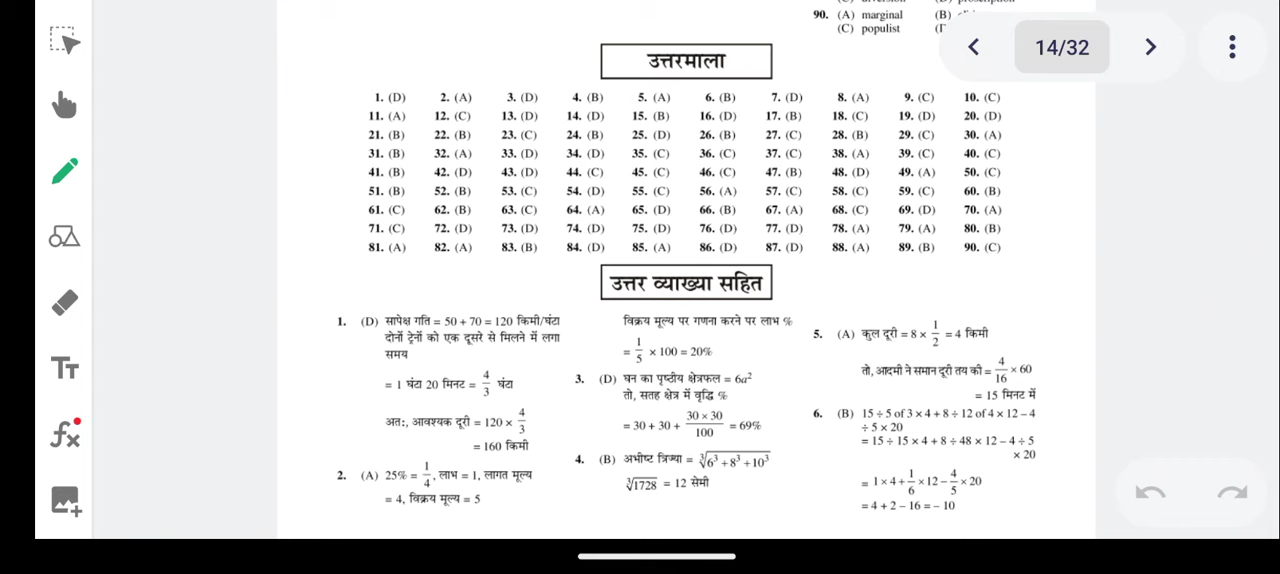 90. (A) marginal (B)
(C) populist
14/32
उत्तरमाला
1. (D) 2. (A) 3. (D) 4. (B) 5. (A) 6. (B) 7. (D) 8. (A) 9. (C) 10. (C)
11. (A) 12. (C) 13. (D) 14. (D) 15. (B) 16. (D) 17. (B) 18. (C) 19. (D) 20. (D)
21. (B) 22. (B) 23. (C) 24. (B) 25. (D) 26. (B) 27. (C) 28. (B) 29. (C) 30. (A)
31. (B) 32. (A) 33. (D) 34. (D) 35. (C) 36. (C) 37. (C) 38. (A) 39. (C) 40. (C)
41. (B) 42. (D) 43. (D) 44. (C) 45. (C) 46. (C) 47. (B) 48. (D) 49. (A) 50. (C)
51. (B) 52. (B) 53. (C) 54. (D) 55. (C) 56. (A) 57. (C) 58. (C) 59. (C) 60. (B)
61. (C) 62. (B) 63. (C) 64. (A) 65. (D) 66. (B) 67. (A) 68. (C) 69. (D) 70. (A)
71. (C) 72. (D) 73. (D) 74. (D) 75. (D) 76. (D) 77. (D) 78. (A) 79. (A) 80. (B)
81. (A) 82. (A) 83. (B) 84. (D) 85. (A) 86. (D) 87. (D) 88. (A) 89. (B) 90. (C)
उत्तर व्याख्या सहित
1. (D) सापेक्ष गति = 50 + 70 = 120 किमी/घंटा
दोनों ट्रेनों को एक दूसरे से मिलने में लगा
समय
= 1 घंटा 20 मिनट = 4/3 घंटा
अतः, आवश्यक दूरी = 120 × 4/3
= 160 किमी
2. (A) 25% = 1/4, लाभ = 1, लागत मूल्य
= 4, विक्रय मूल्य = 5
विक्रय मूल्य पर गणना करने पर लाभ %
= 1/5 × 100 = 20%
3. (D) घन का पृष्ठीय क्षेत्रफल = 6a²
तो, सतह क्षेत्र में वृद्धि %
= 30 + 30 + (30 × 30)/100 = 69%
4. (B) अभीष्ट त्रिज्या = ∛(6³ + 8³ + 10³)
∛1728 = 12 सेमी
5. (A) कुल दूरी = 8 × 1/2 = 4 किमी
तो, आदमी ने समान दूरी तय की = 4/16 × 60
= 15 मिनट में
6. (B) 15 ÷ 5 of 3 × 4 + 8 ÷ 12 of 4 × 12 – 4
÷ 5 × 20
= 15 ÷ 15 × 4 + 8 ÷ 48 × 12 – 4 ÷ 5
× 20
= 1 × 4 + 1/6 × 12 – 4/5 × 20
= 4 + 2 – 16 = – 10